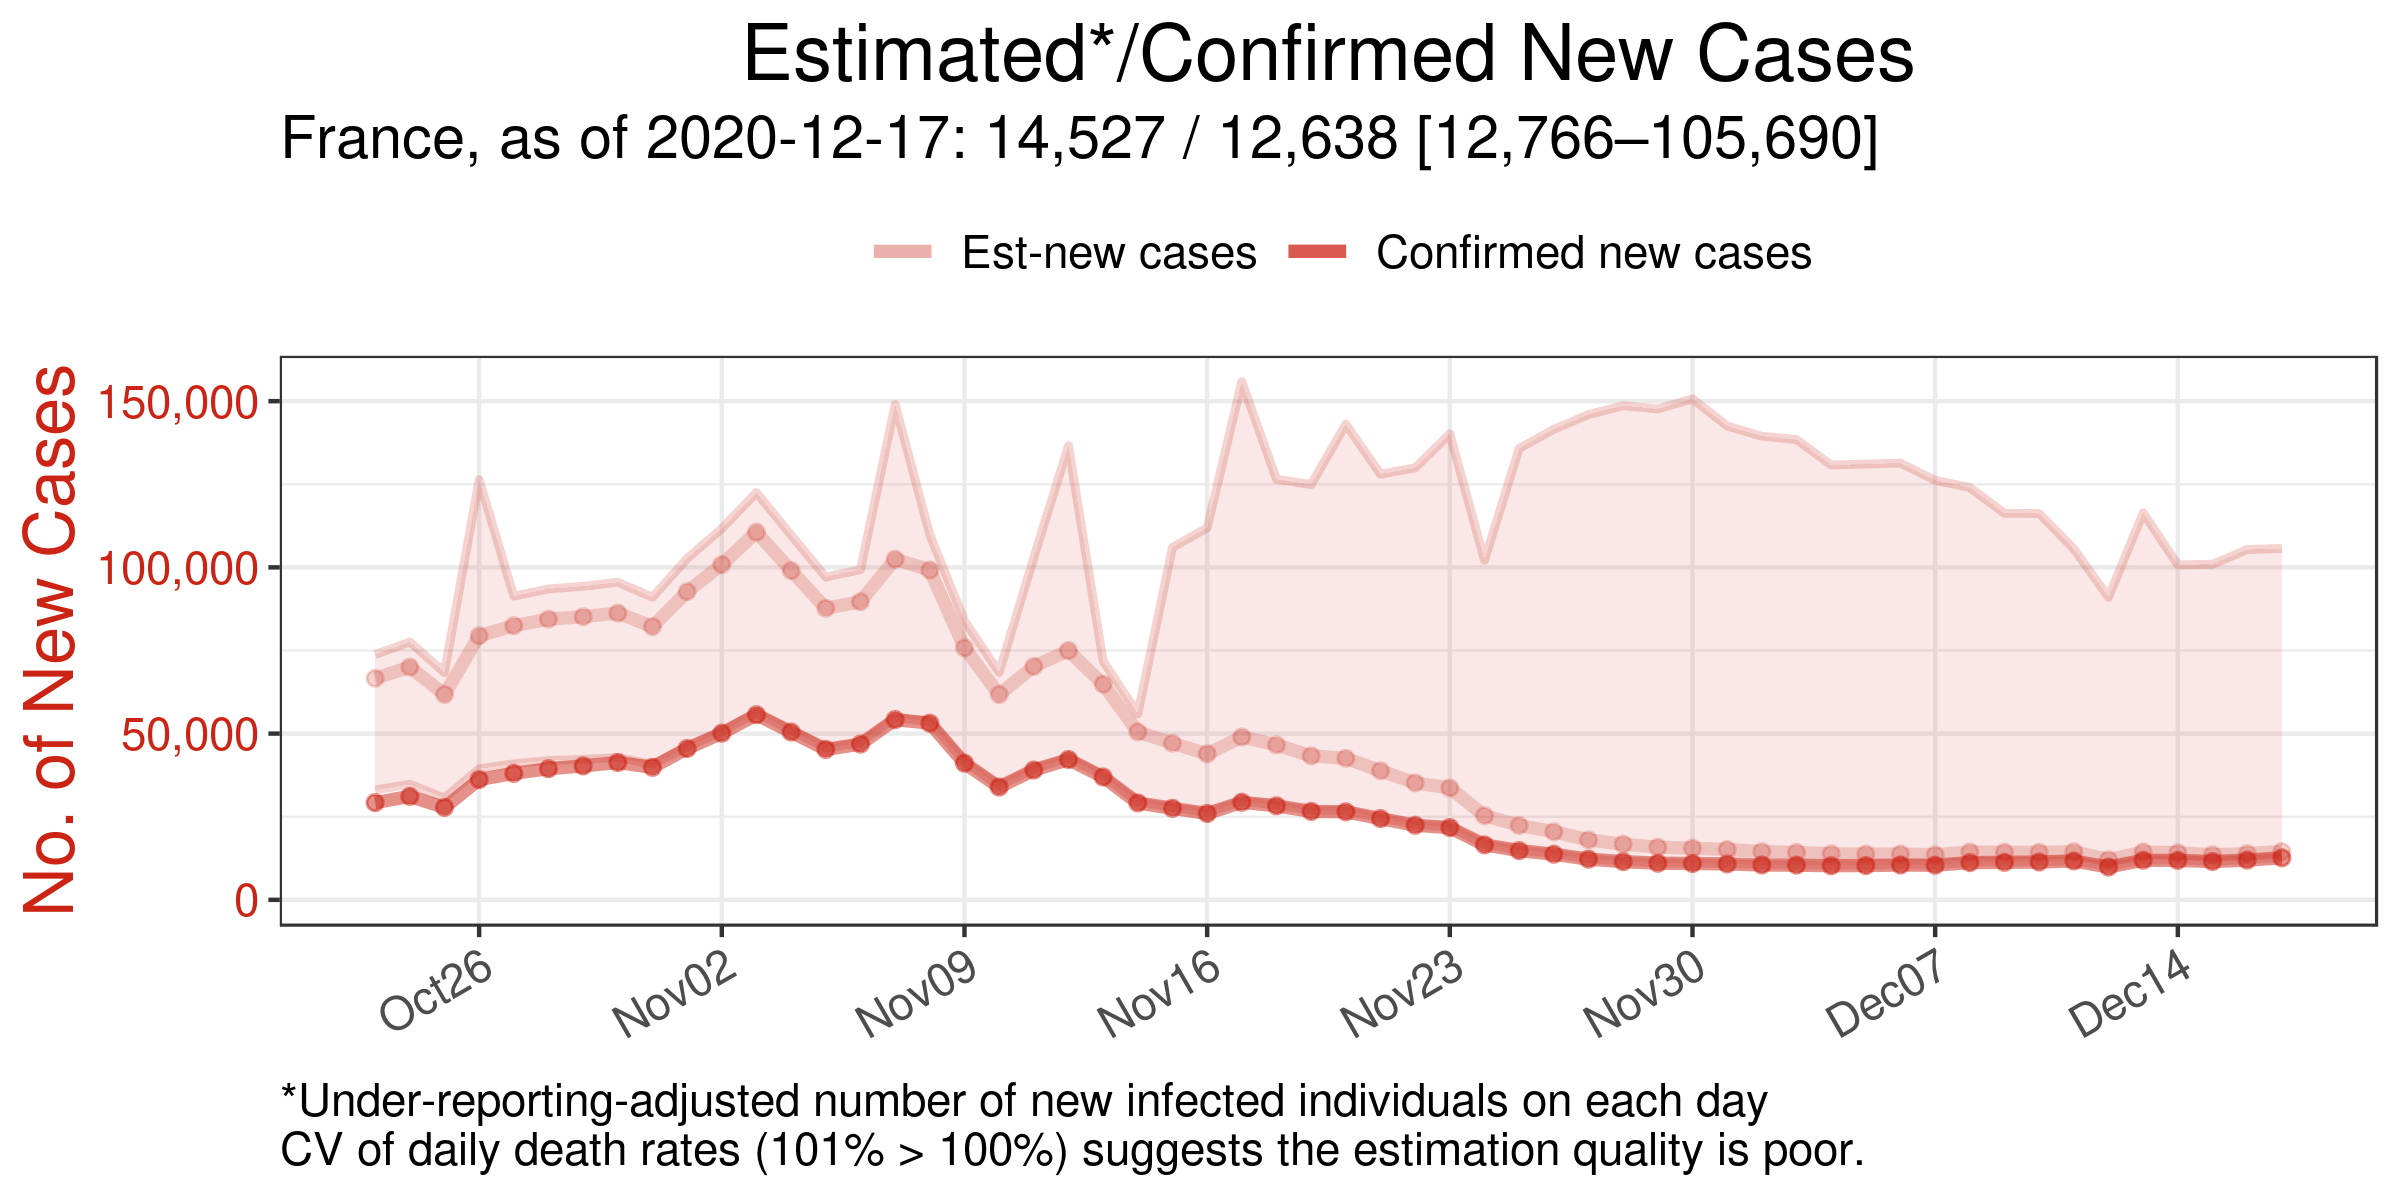 Estimated*/Confirmed New Cases
France, as of 2020-12-17: 14,527 / 12,638 [12,766–105,690]
Est-new cases
Confirmed new cases
No. of New Cases
150,000
100,000
50,000
0
Oct26
Nov02
Nov09
Nov16
Nov23
Nov30
Dec07
Dec14
*Under-reporting-adjusted number of new infected individuals on each day
CV of daily death rates (101% > 100%) suggests the estimation quality is poor.